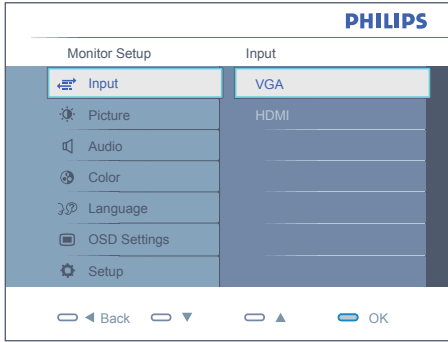 PHILIPS
Monitor Setup Input
Input VGA
Picture HDMI
Audio
Color
Language
OSD Settings
Setup
Back OK